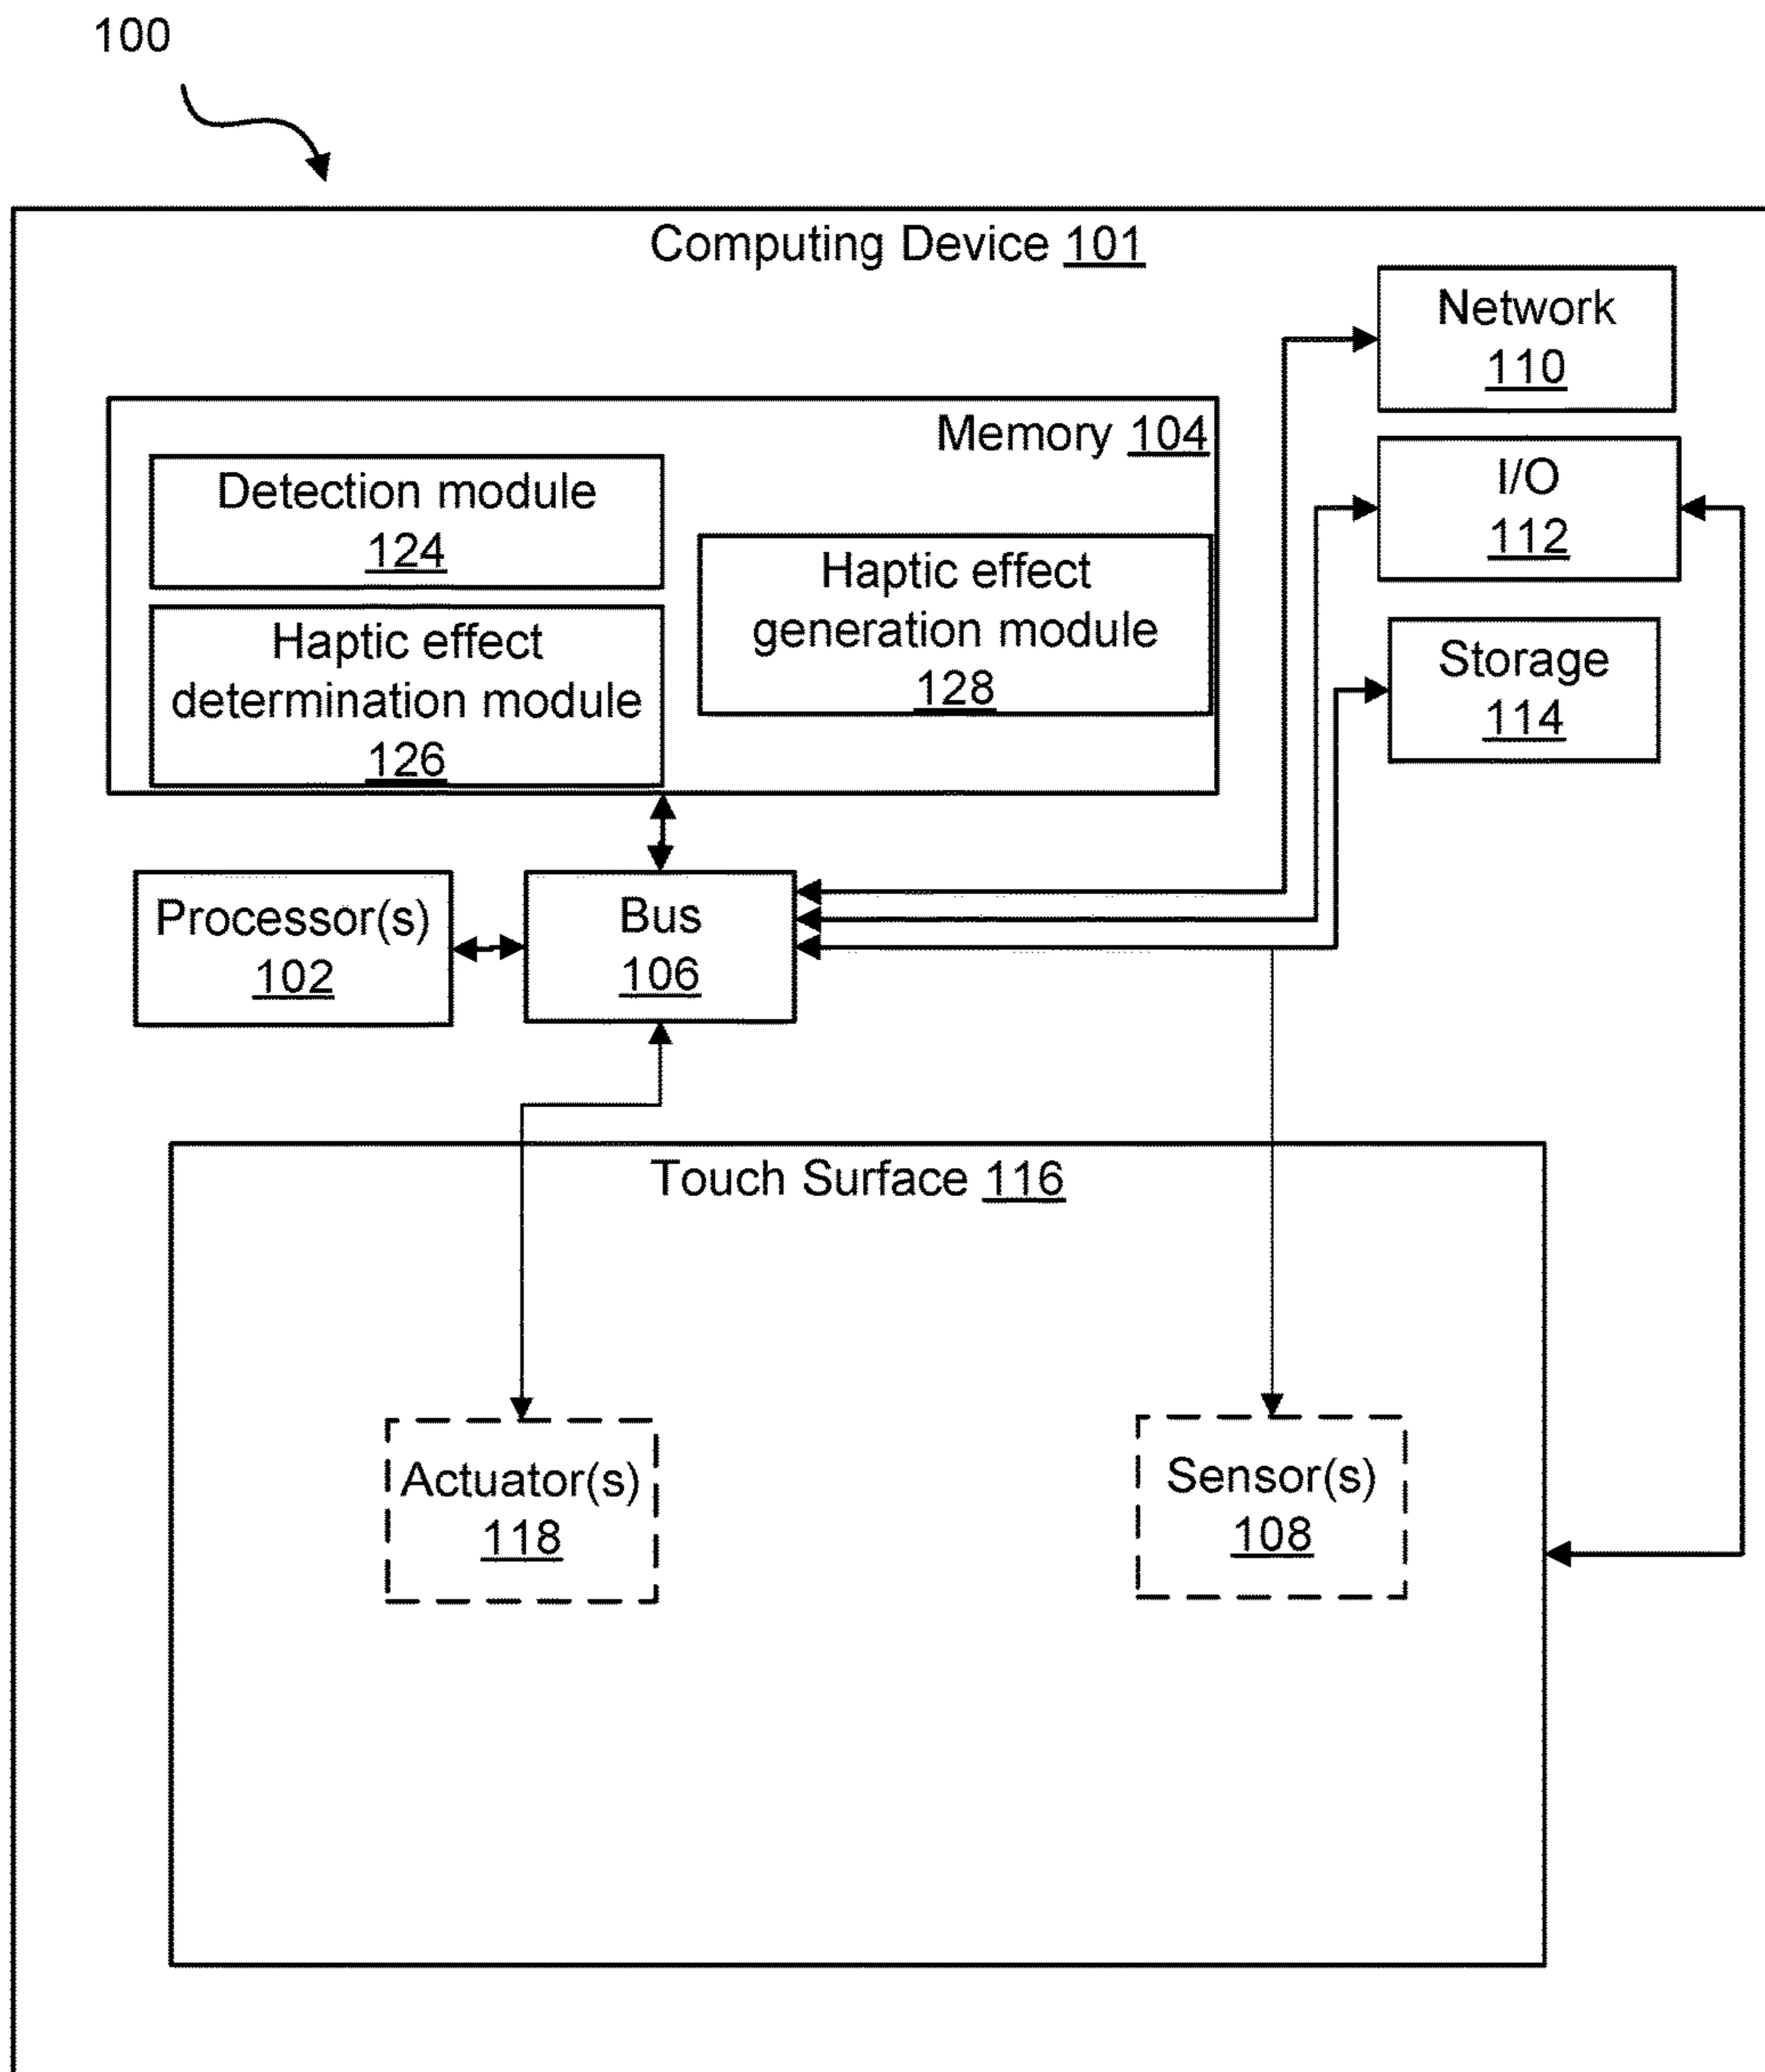 100
Computing Device 101
Network
110
Memory 104
Detection module
124
Haptic effect
determination module
126
Haptic effect
generation module
128
I/O
112
Storage
114
Processor(s)
102
Bus
106
Touch Surface 116
Actuator(s)
118
Sensor(s)
108